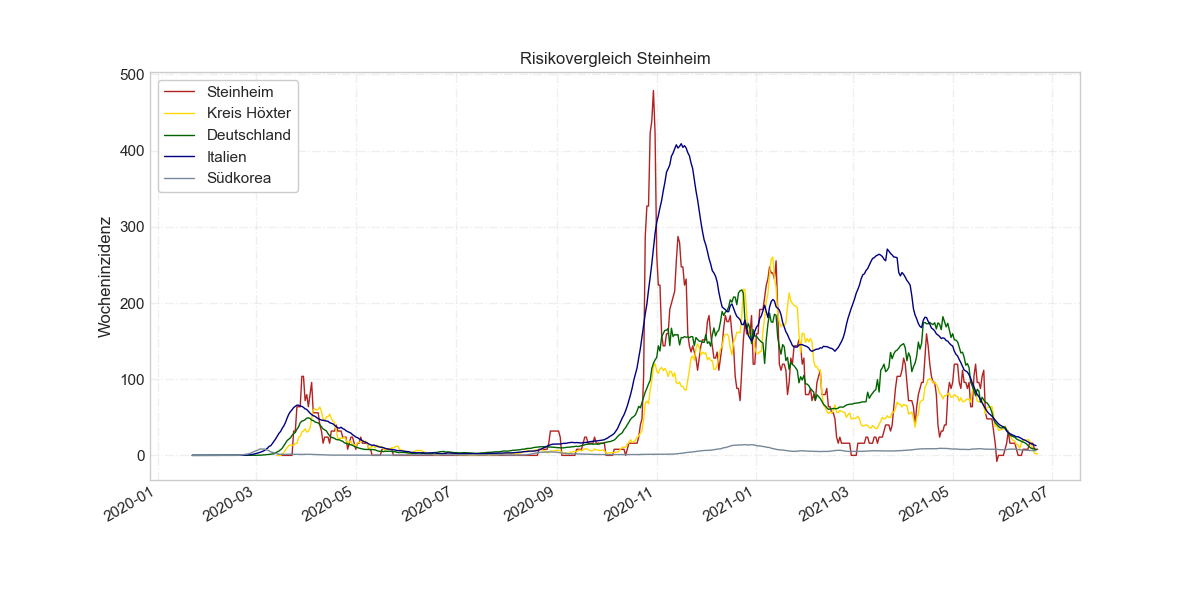 Risikovergleich Steinheim
Steinheim
Kreis Höxter
Deutschland
Italien
Südkorea
Wocheninzidenz
500
400
300
200
100
0
2020-01
2020-03
2020-05
2020-07
2020-09
2020-11
2021-01
2021-03
2021-05
2021-07